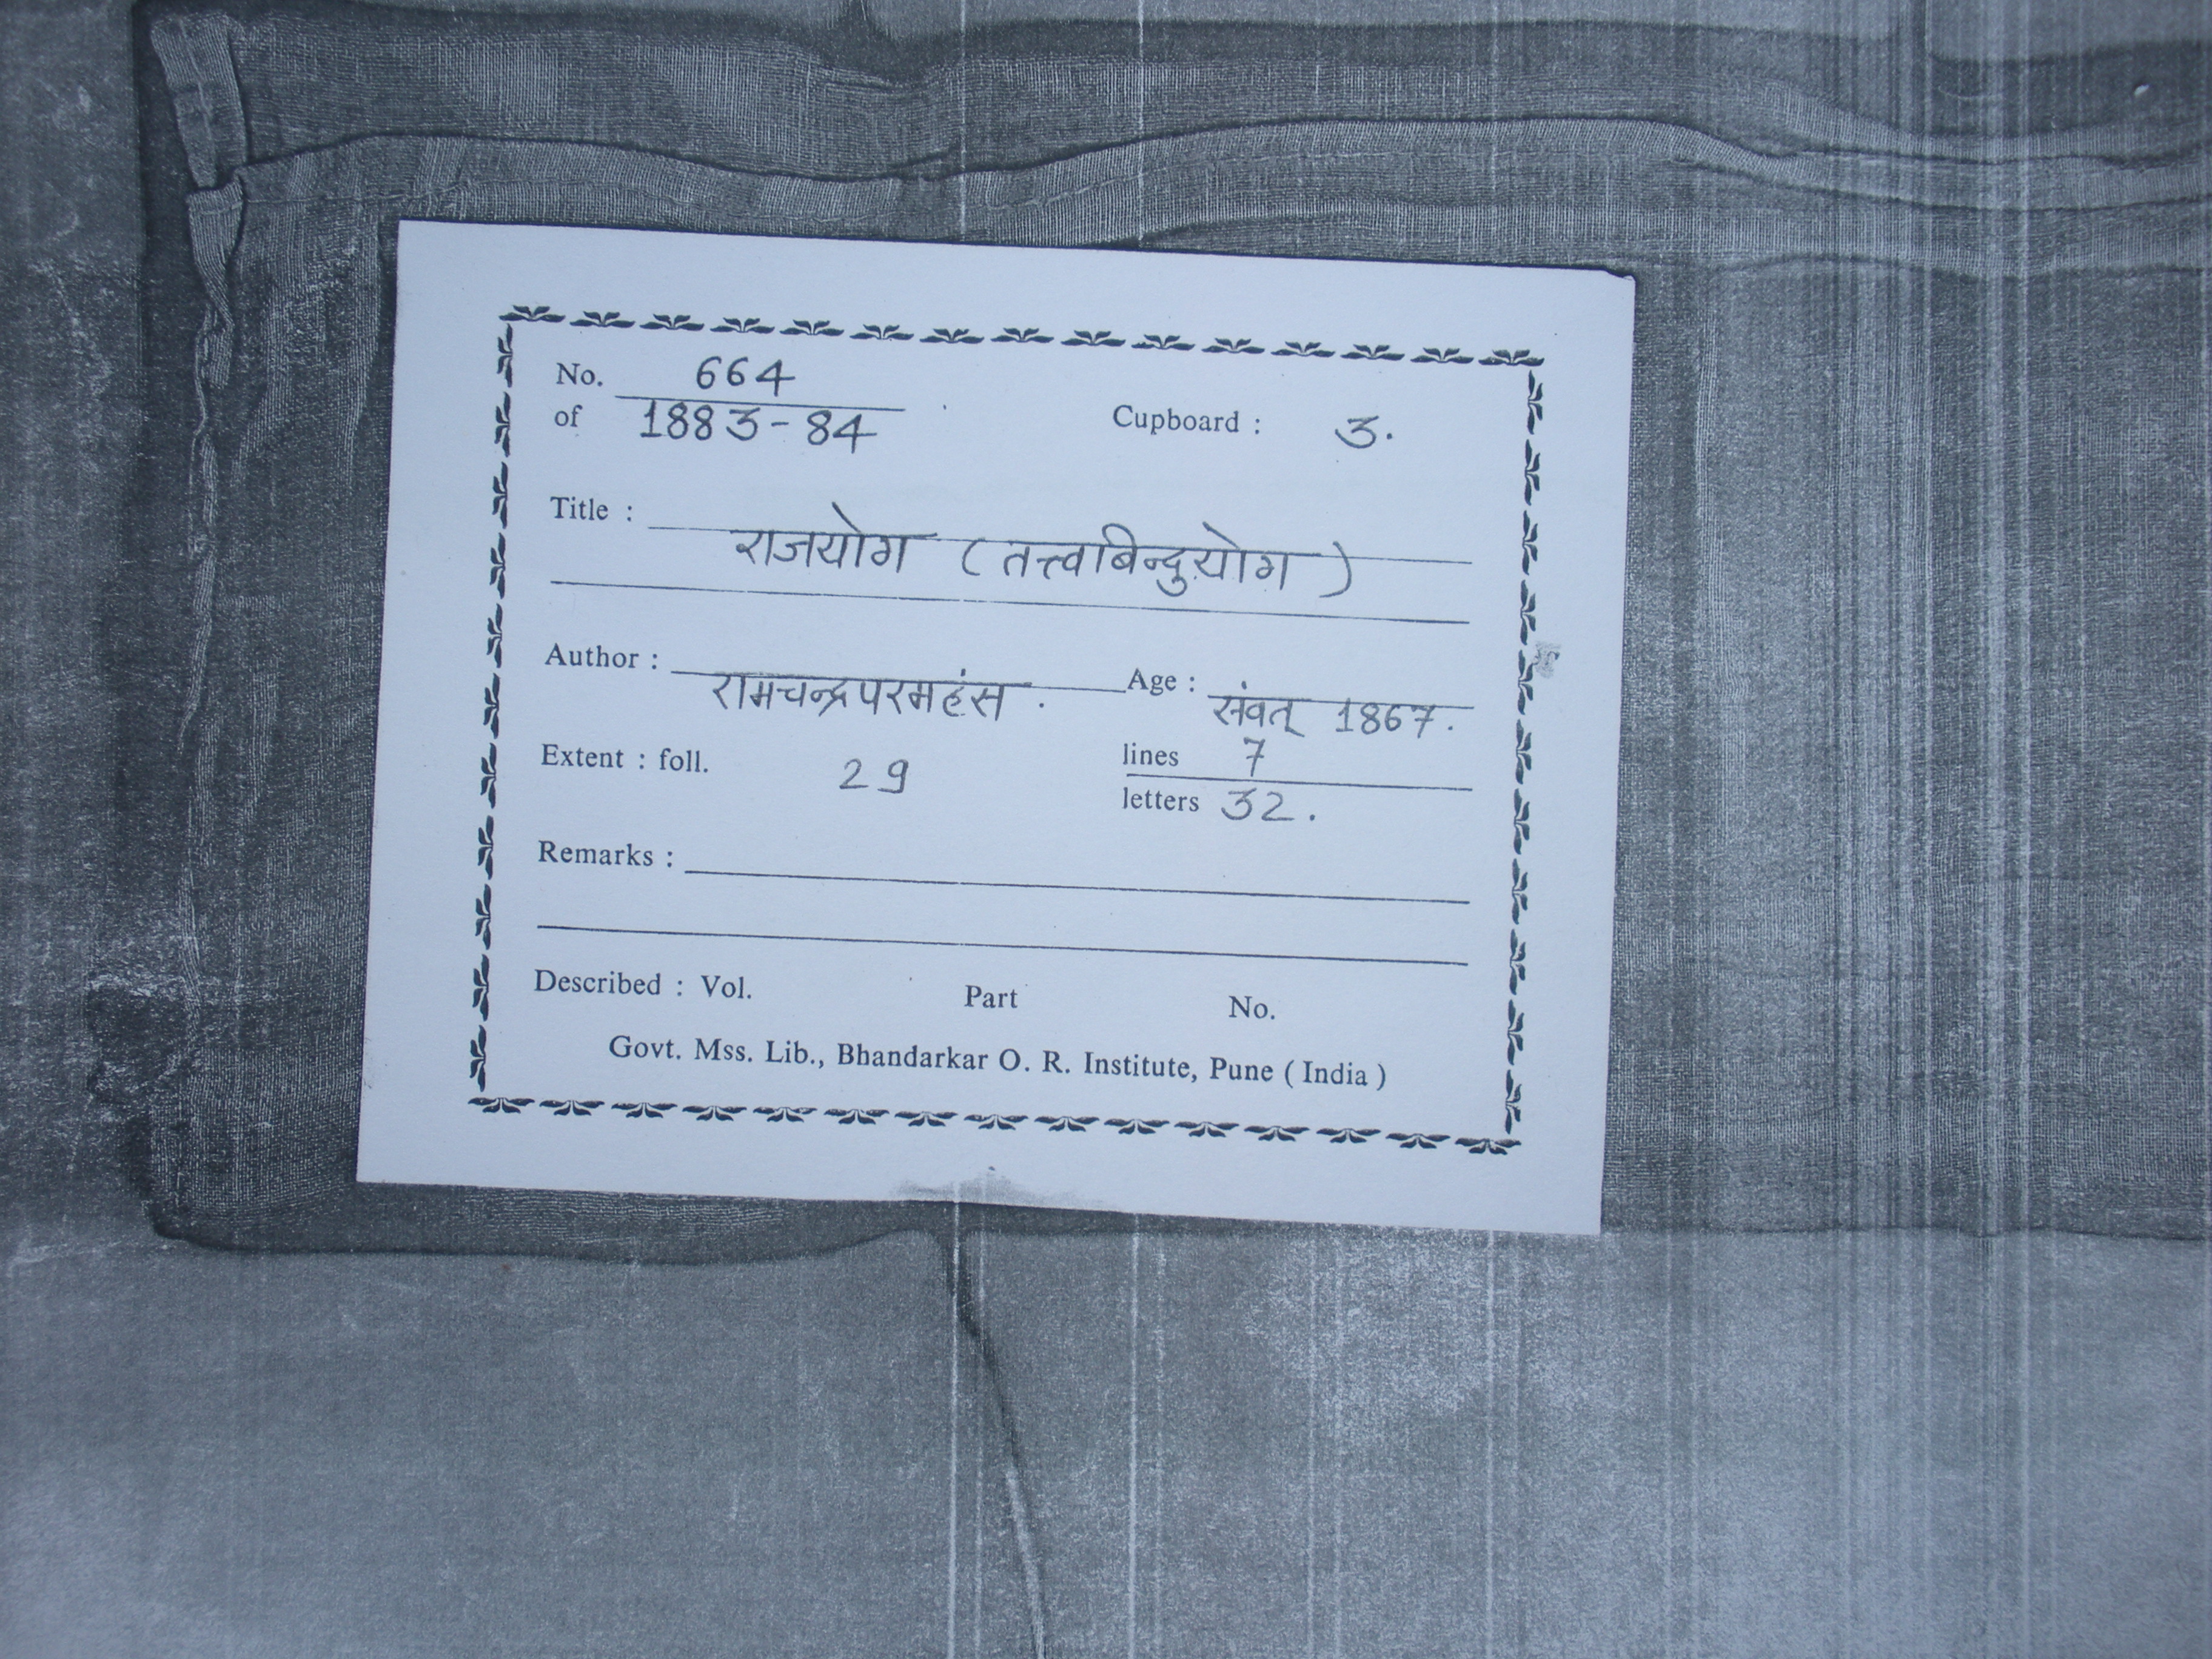 No. 664
of 1883-84 Cupboard : 3.
Title : राजयोग (तत्त्वबिन्दुयोग)
Author : रामचन्द्रपरमहंस . Age : संवत् 1867.
Extent : foll. 29 lines 7
letters 32.
Remarks :
Described : Vol. Part No.
Govt. Mss. Lib., Bhandarkar O. R. Institute, Pune ( India )